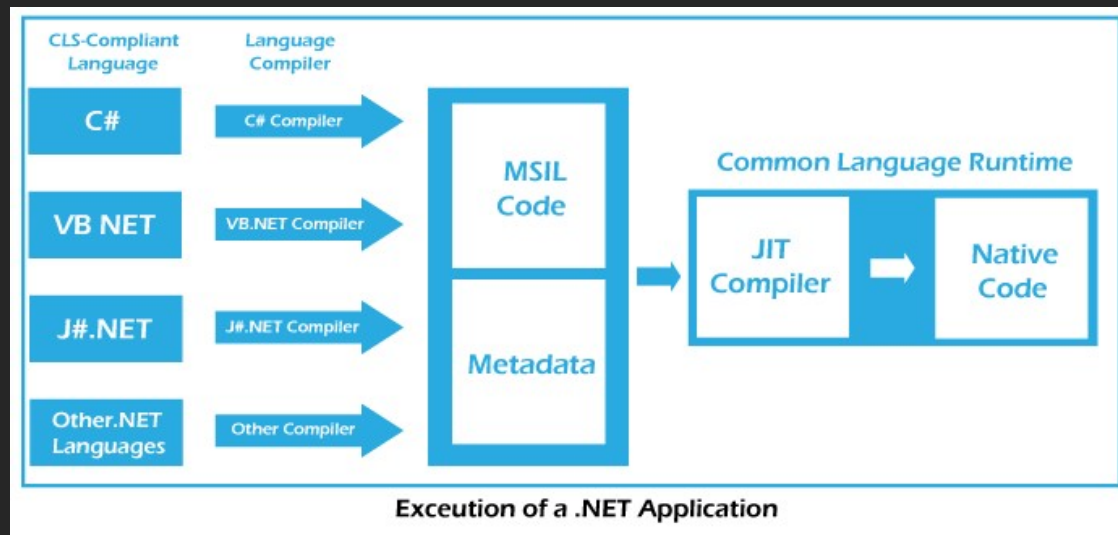 CLS-Compliant
Language
Language
Compiler
C#
C# Compiler
VB NET
VB.NET Compiler
J#.NET
J#.NET Compiler
Other.NET
Languages
Other Compiler
MSIL
Code
Metadata
Common Language Runtime
JIT
Compiler
Native
Code
Exceution of a .NET Application